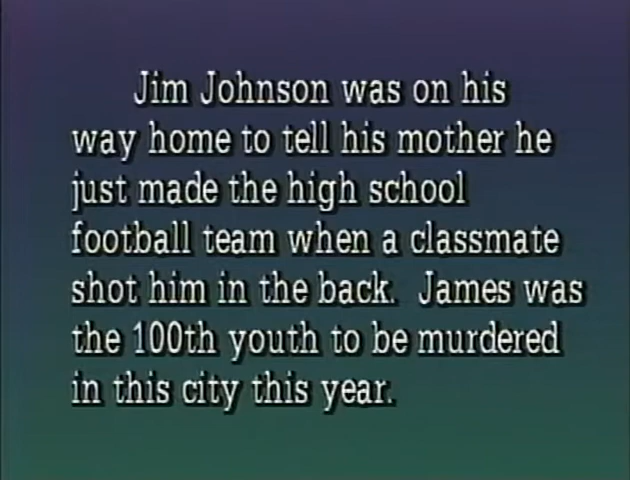 Jim Johnson was on his
way home to tell his mother he
just made the high school
football team when a classmate
shot him in the back. James was
the 100th youth to be murdered
in this city this year.